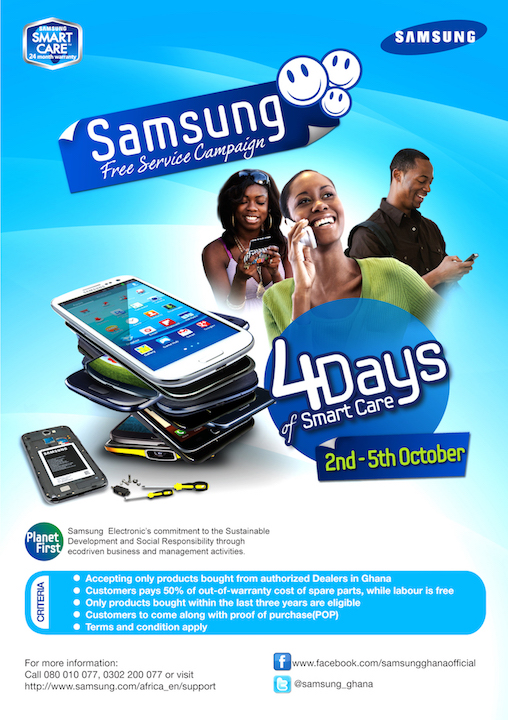 SAMSUNG
SMART
CARE
24 month warranty
SAMSUNG
Samsung
Free Service Campaign
4Days
of Smart Care
2nd - 5th October
SAMSUNG
Planet
First
Samsung Electronic's commitment to the Sustainable
Development and Social Responsibility through
ecodriven business and management activities.
CRITERIA
Accepting only products bought from authorized Dealers in Ghana
Customers pays 50% of out-of-warranty cost of spare parts, while labour is free
Only products bought within the last three years are eligible
Customers to come along with proof of purchase(POP)
Terms and condition apply
For more information:
Call 080 010 077, 0302 200 077 or visit
http://www.samsung.com/africa_en/support
www.facebook.com/samsungghanaofficial
@samsung_ghana